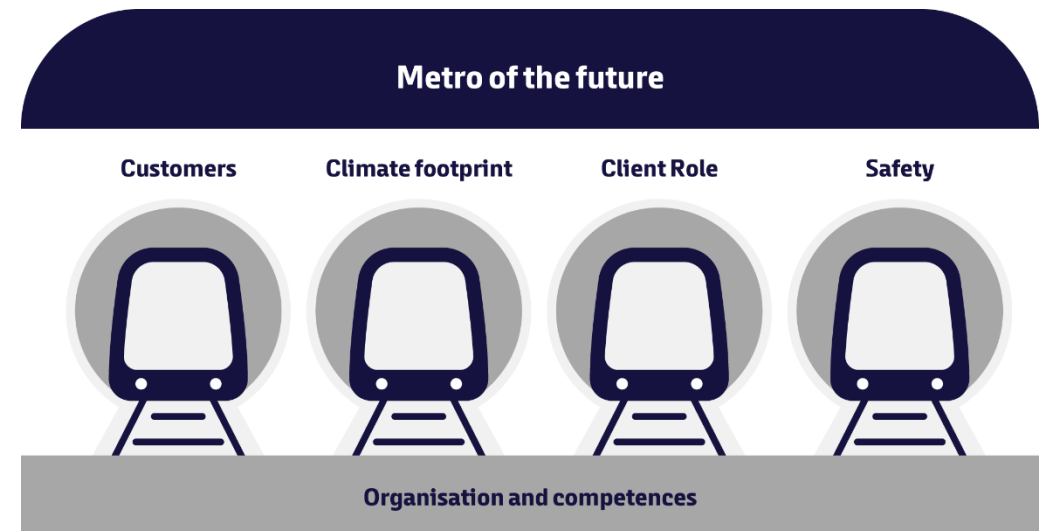 Metro of the future
Customers
Climate footprint
Client Role
Safety
Organisation and competences